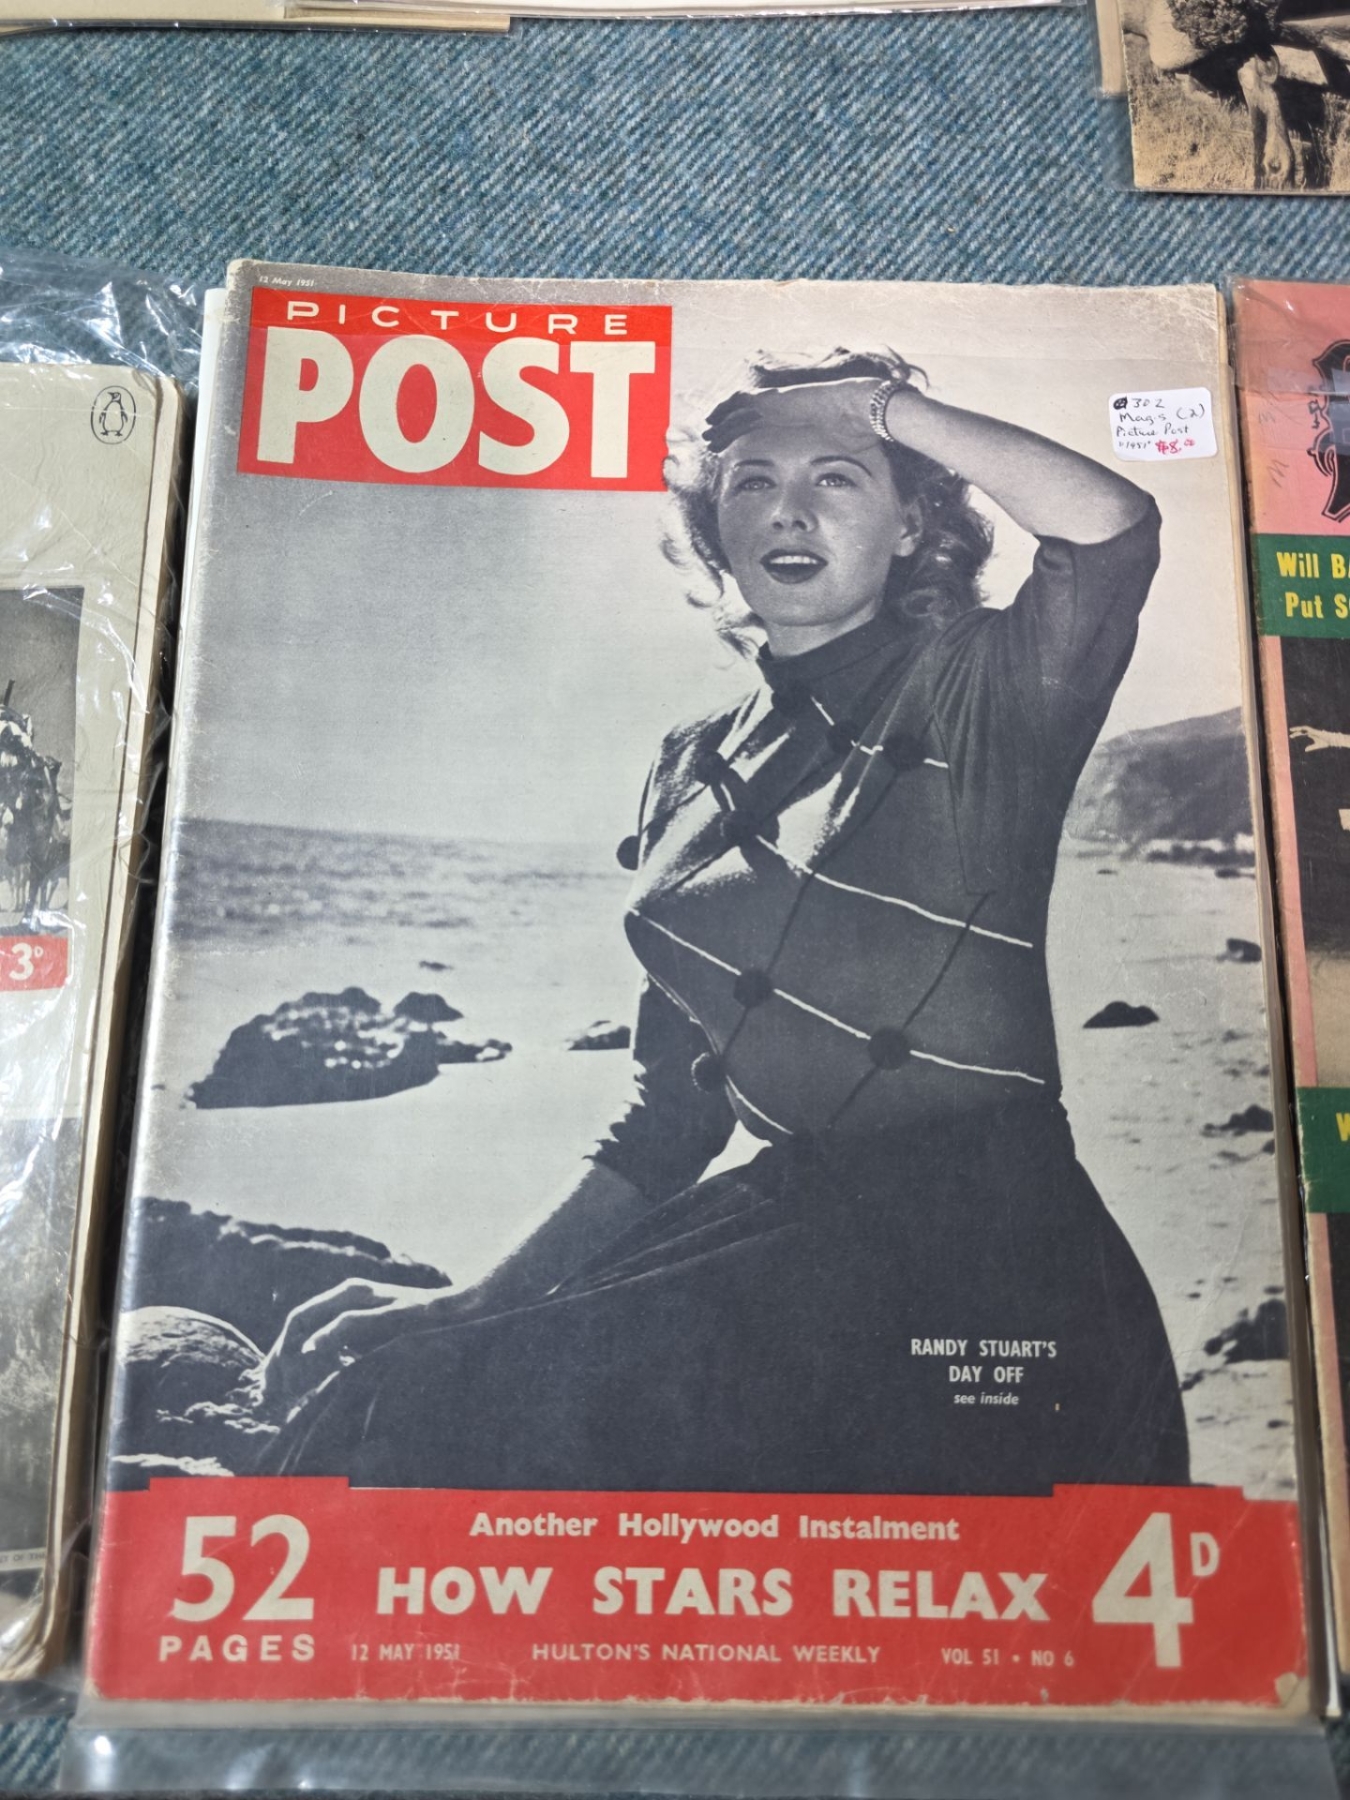 12 May 1951
PICTURE
POST
302
Mags (2)
Picture Post
"1951" $8.00
RANDY STUART'S
DAY OFF
see inside
52
PAGES
Another Hollywood Instalment
HOW STARS RELAX
4D
12 MAY 1951 HULTON'S NATIONAL WEEKLY VOL 51 • NO 6
3D
Will
Put